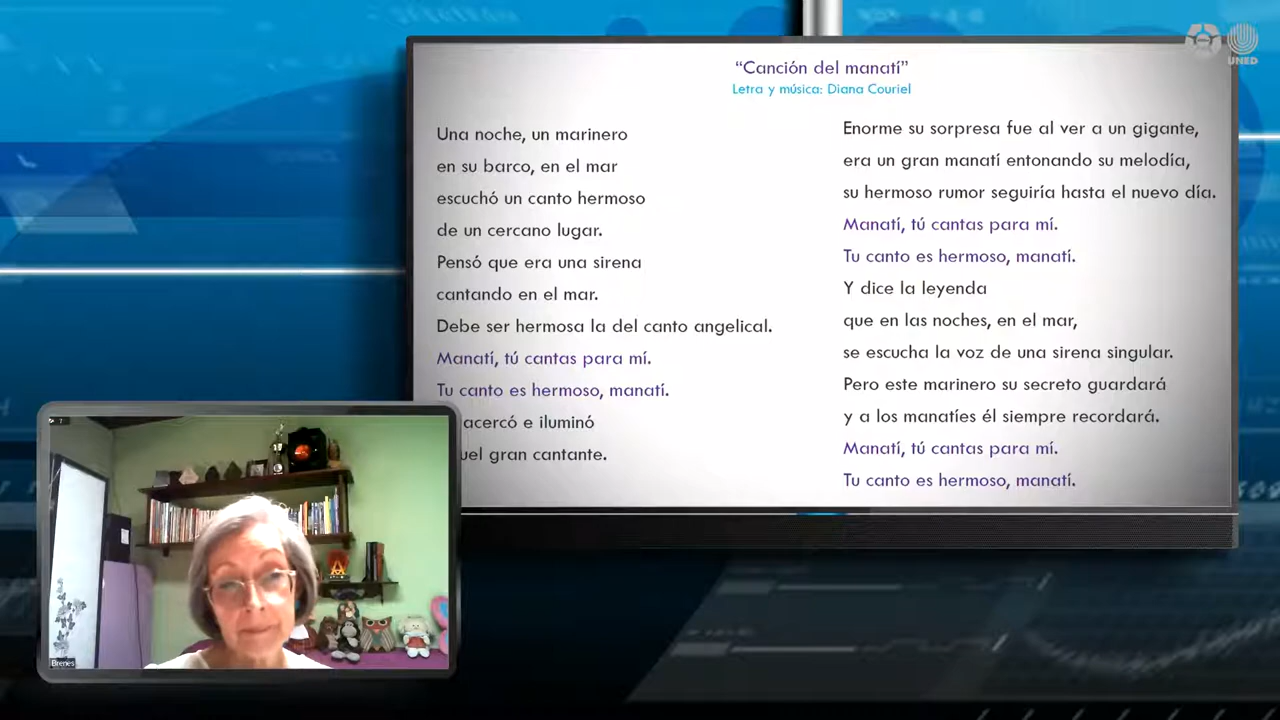 “Canción del manatí”
Letra y música: Diana Couriel
Una noche, un marinero
en su barco, en el mar
escuchó un canto hermoso
de un cercano lugar.
Pensó que era una sirena
cantando en el mar.
Debe ser hermosa la del canto angelical.
Manatí, tú cantas para mí.
Tu canto es hermoso, manatí.
acercó e iluminó
gran cantante.
Enorme su sorpresa fue al ver a un gigante,
era un gran manatí entonando su melodía,
su hermoso rumor seguiría hasta el nuevo día.
Manatí, tú cantas para mí.
Tu canto es hermoso, manatí.
Y dice la leyenda
que en las noches, en el mar,
se escucha la voz de una sirena singular.
Pero este marinero su secreto guardará
y a los manatíes él siempre recordará.
Manatí, tú cantas para mí.
Tu canto es hermoso, manatí.
UNED
Brenes